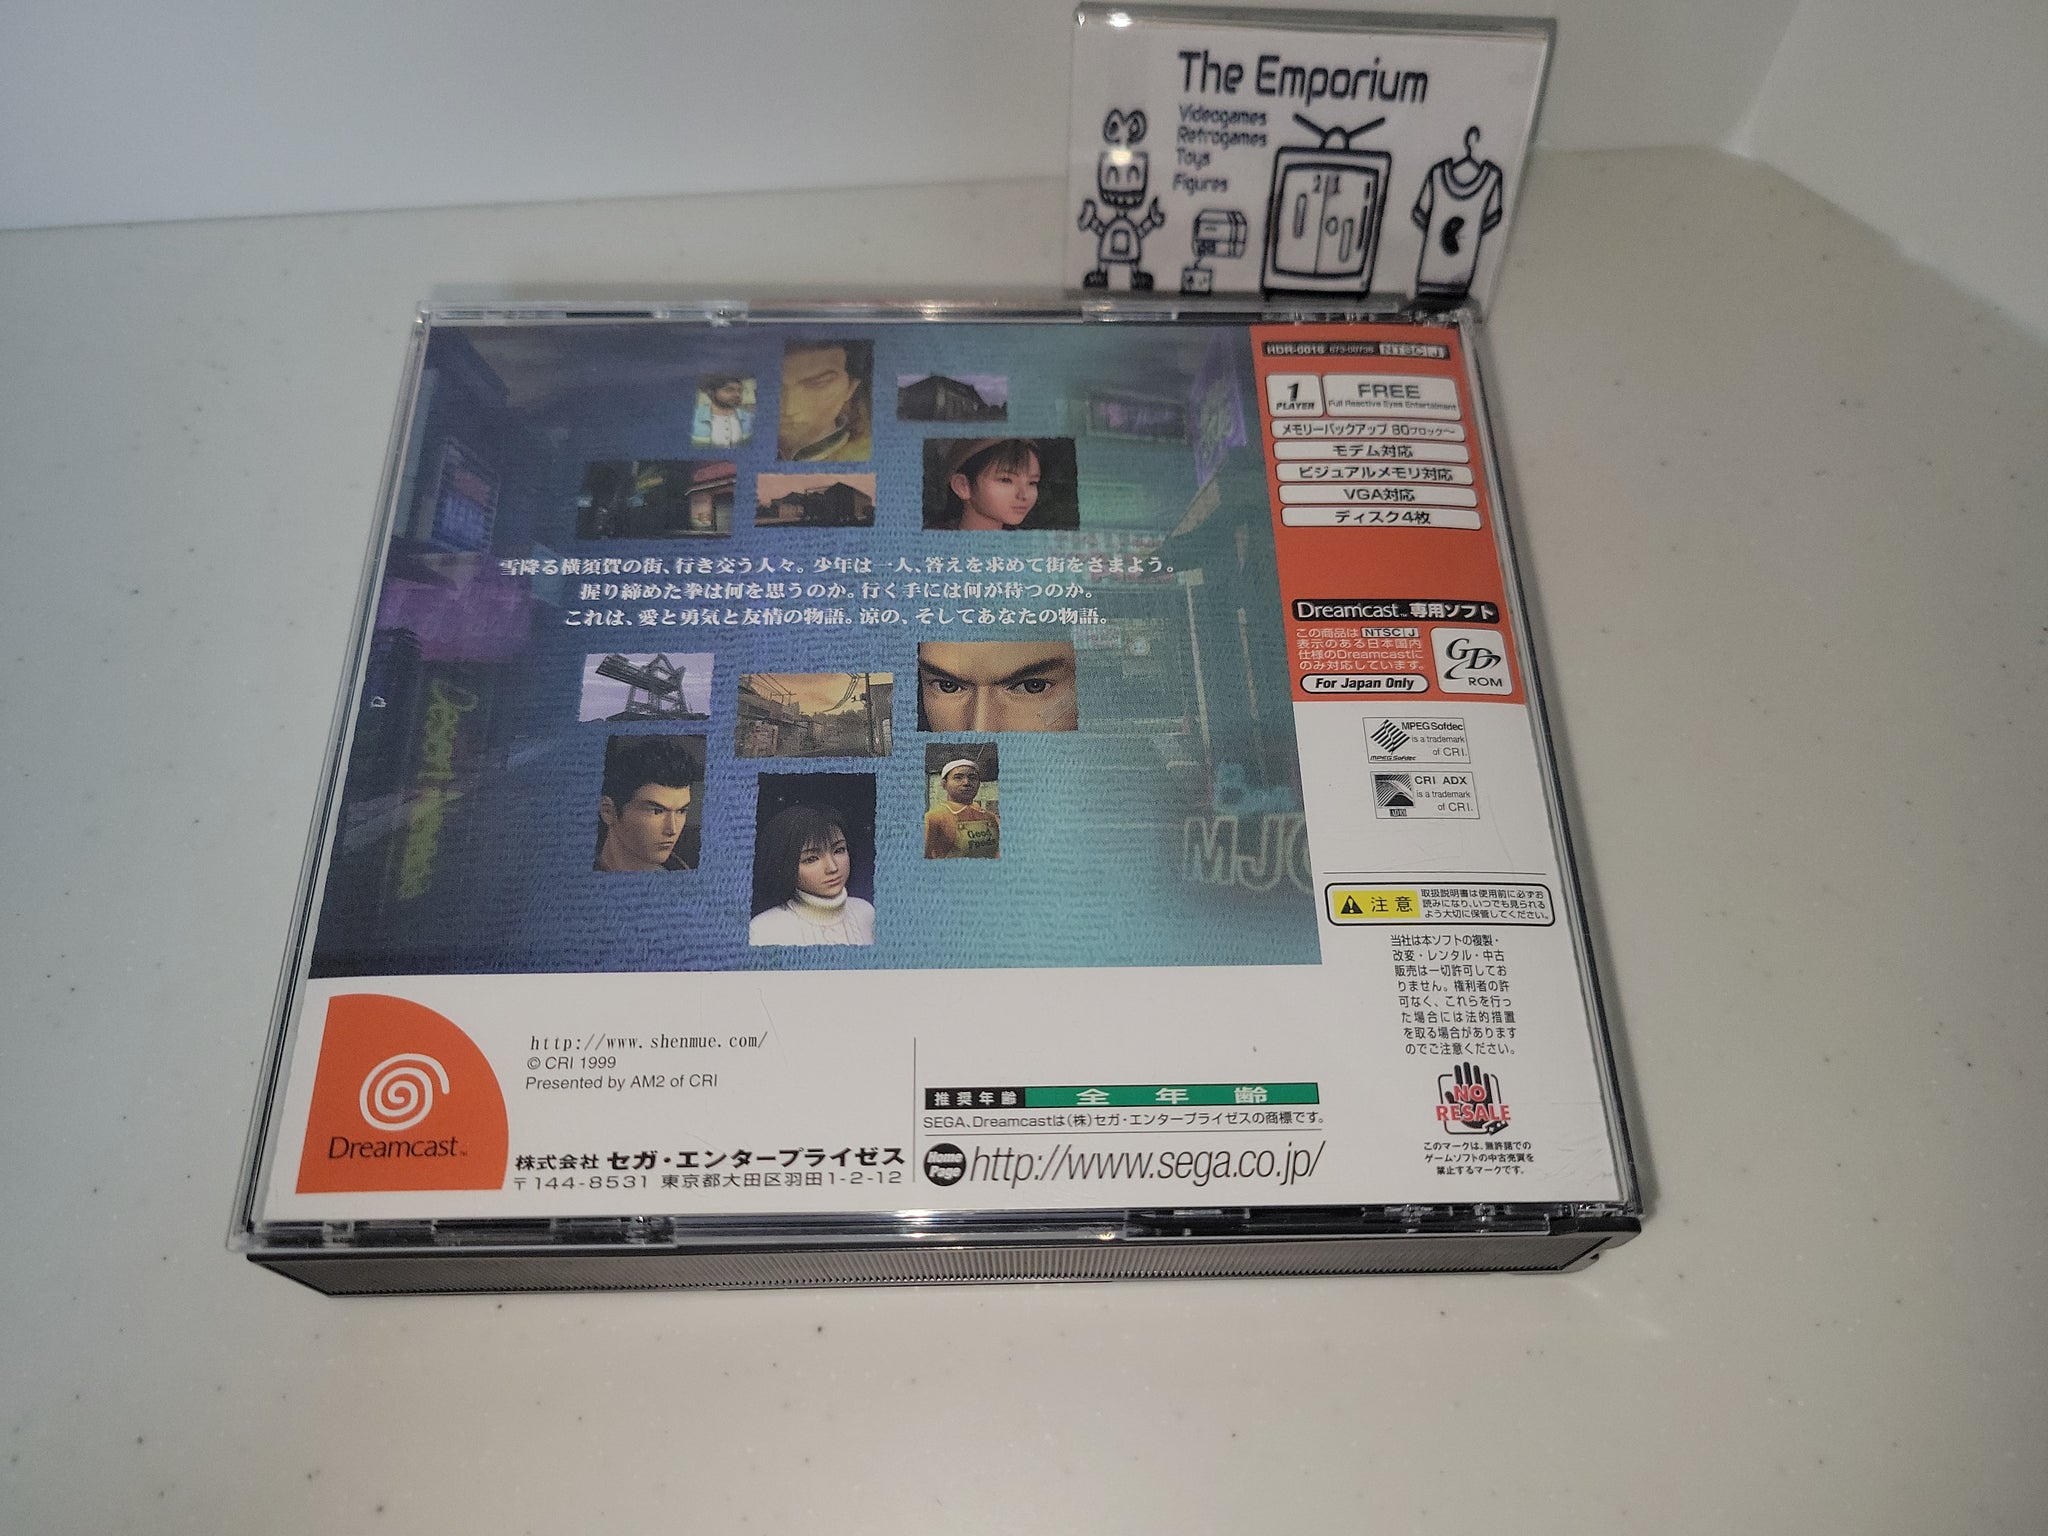 The Emporium
Videogames
Retrogames
Toys
Figures
HDR-0016 673-00736 NTSC J
1
PLAYER
FREE
Full Reactive Eyes Entertainment
メモリーバックアップ 80ブロック〜
モデム対応
ビジュアルメモリ対応
VGA対応
ディスク4枚
雪降る横須賀の街、行き交う人々。少年は一人、答えを求めて街をさまよう。
握り締めた拳は何を思うのか。行く手には何が待つのか。
これは、愛と勇気と友情の物語。涼の、そしてあなたの物語。
Good
Foods
MJQ
Dreamcast™ 専用ソフト
この商品は NTSC J
表示のある日本国内
仕様のDreamcastに
のみ対応しています。
For Japan Only
GD
ROM
MPEG Sofdec
is a trademark
of CRI.
MPEG Sofdec
CRI ADX
is a trademark
of CRI.
注意
取扱説明書は使用前に必ずお
読みになり、いつでも見られる
よう大切に保管してください。
当社は本ソフトの複製・
改変・レンタル・中古
販売は一切許可してお
りません。権利者の許
可なく、これらを行っ
た場合には法的措置
を取る場合があります
のでご注意ください。
NO
RESALE
このマークは、無許諾での
ゲームソフトの中古売買を
禁止するマークです。
Dreamcast™
http://www.shenmue.com/
© CRI 1999
Presented by AM2 of CRI
株式会社 セガ・エンタープライゼス
〒144-8531 東京都大田区羽田1-2-12
推奨年齢 全年齢
SEGA、Dreamcastは(株)セガ・エンタープライゼスの商標です。
Home
Page
http://www.sega.co.jp/